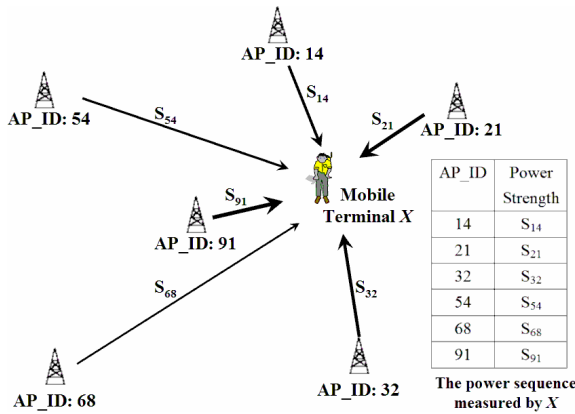 AP_ID: 14
AP_ID: 54
S54
S14
S21
AP_ID: 21
Mobile
Terminal X
S91
AP_ID: 91
S68
S32
AP_ID: 68
AP_ID: 32
AP_ID Power Strength
14 S14
21 S21
32 S32
54 S54
68 S68
91 S91
The power sequence
measured by X